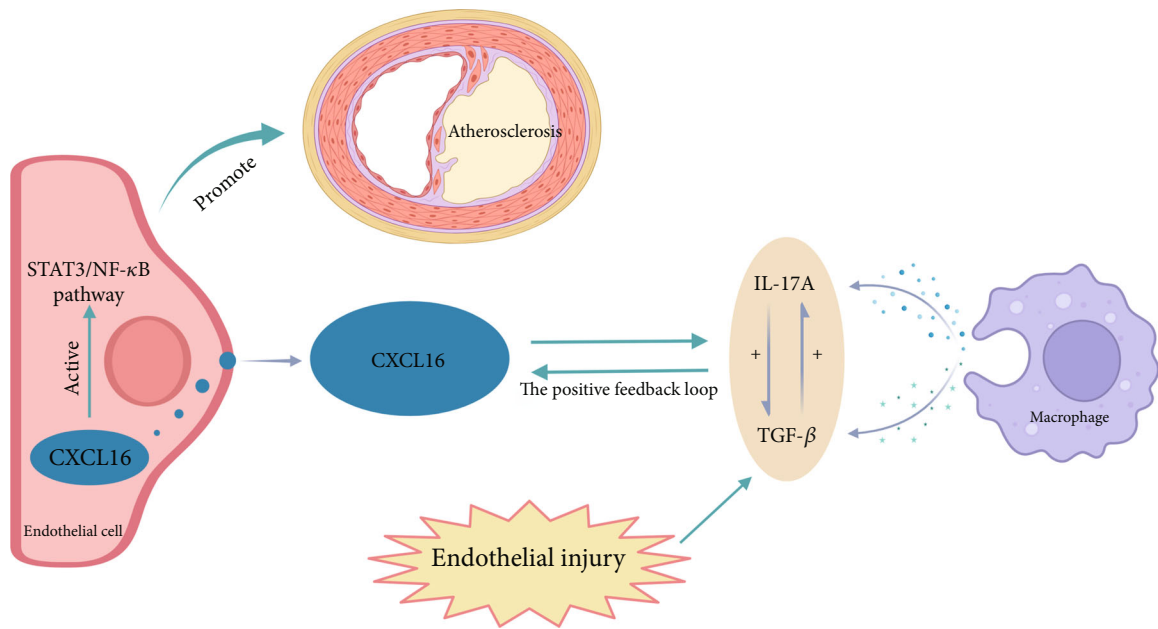 Atherosclerosis
Promote
STAT3/NF-κB
pathway
Active
CXCL16
Endothelial cell
CXCL16
The positive feedback loop
IL-17A
+
+
TGF-β
Macrophage
Endothelial injury